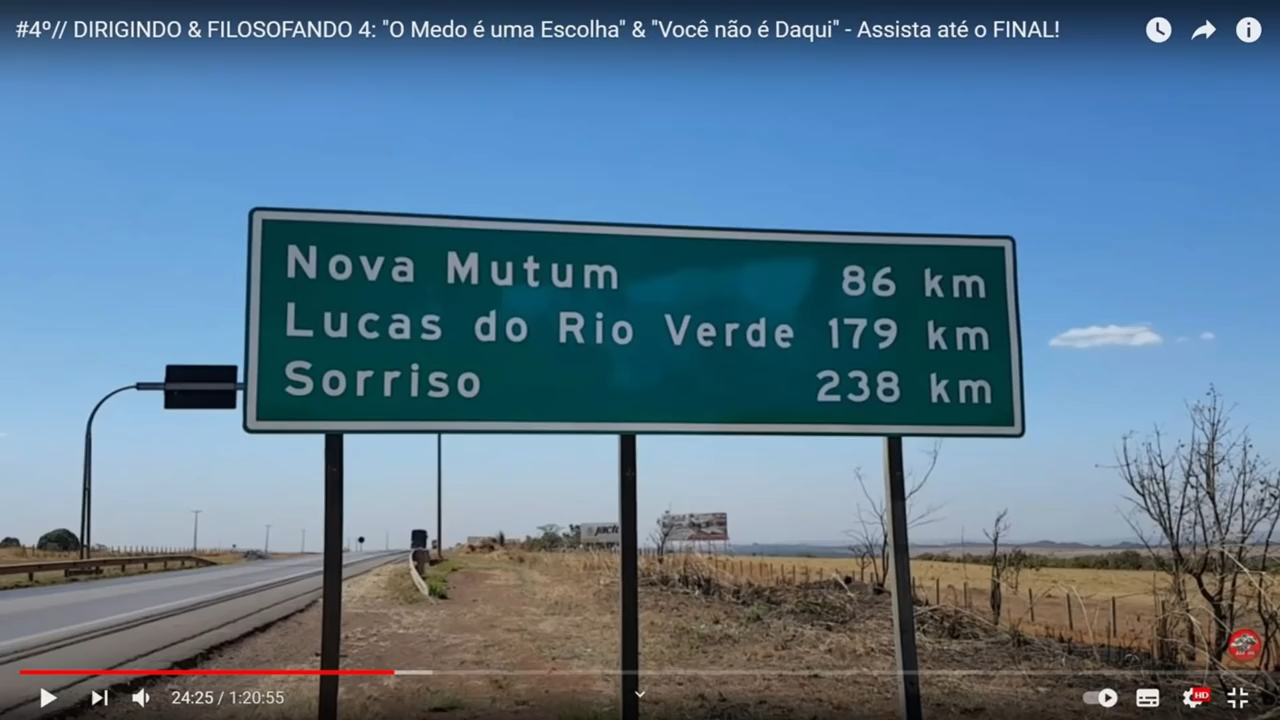 #4º// DIRIGINDO & FILOSOFANDO 4: "O Medo é uma Escolha" & "Você não é Daqui" - Assista até o FINAL!
Nova Mutum 86 km
Lucas do Rio Verde 179 km
Sorriso 238 km
24:25 / 1:20:55
HD